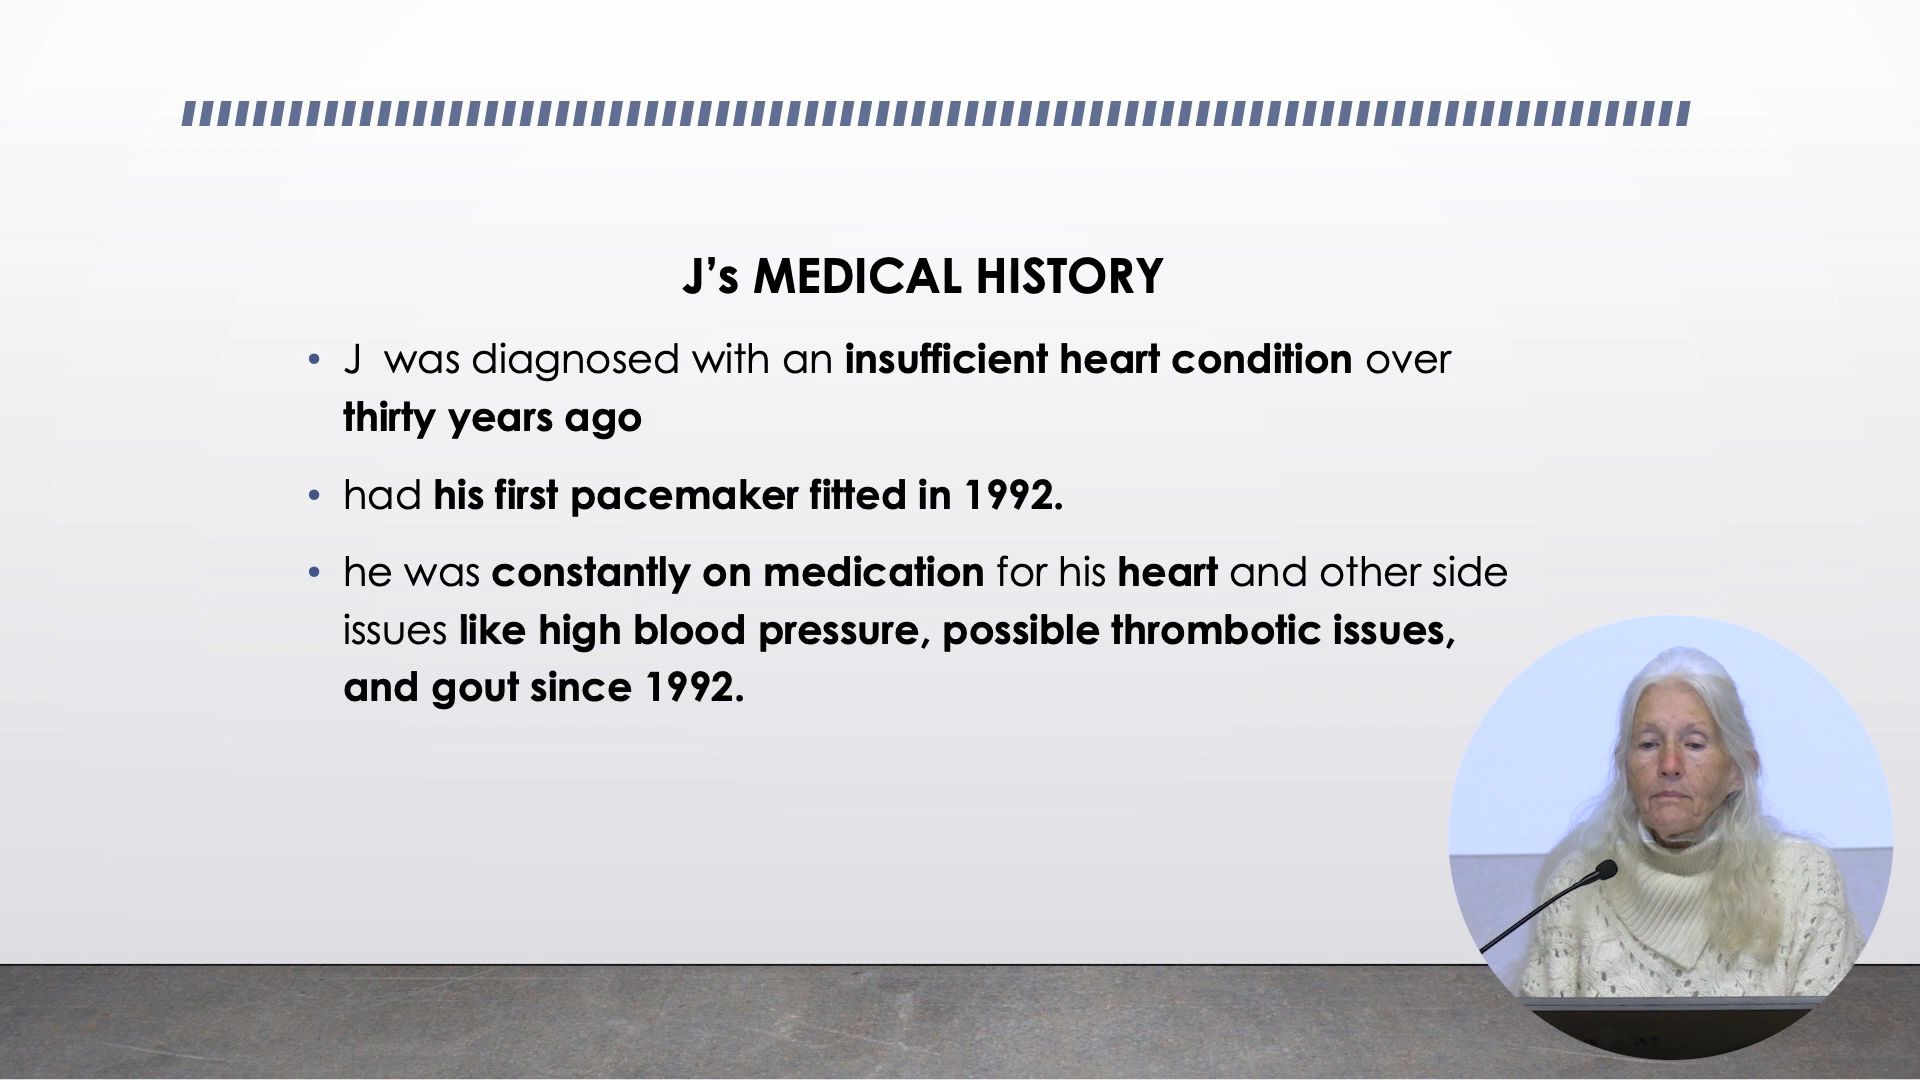 J’s MEDICAL HISTORY
• J  was diagnosed with an insufficient heart condition over
thirty years ago
• had his first pacemaker fitted in 1992.
• he was constantly on medication for his heart and other side
issues like high blood pressure, possible thrombotic issues,
and gout since 1992.